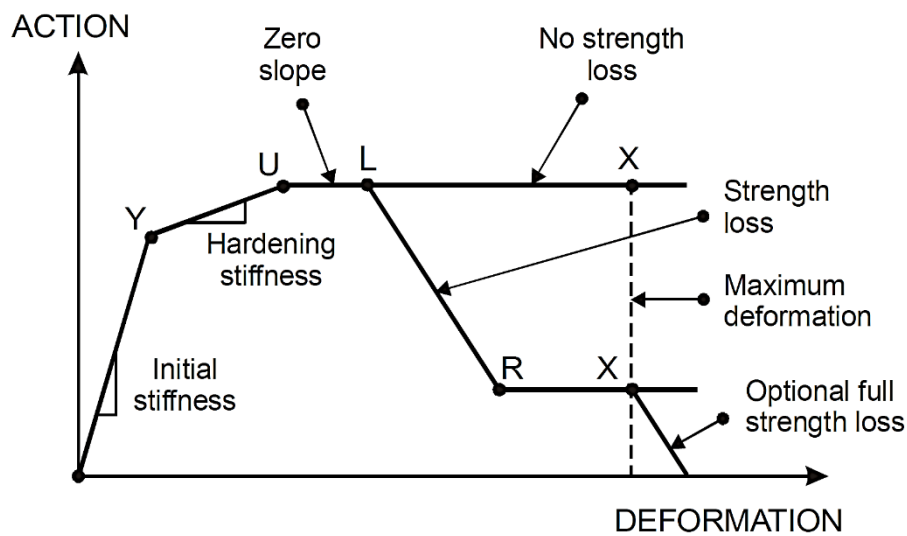 ACTION
Zero
slope
No strength
loss
U
L
X
Y
Strength
loss
Hardening
stiffness
Maximum
deformation
Initial
stiffness
R
X
Optional full
strength loss
DEFORMATION